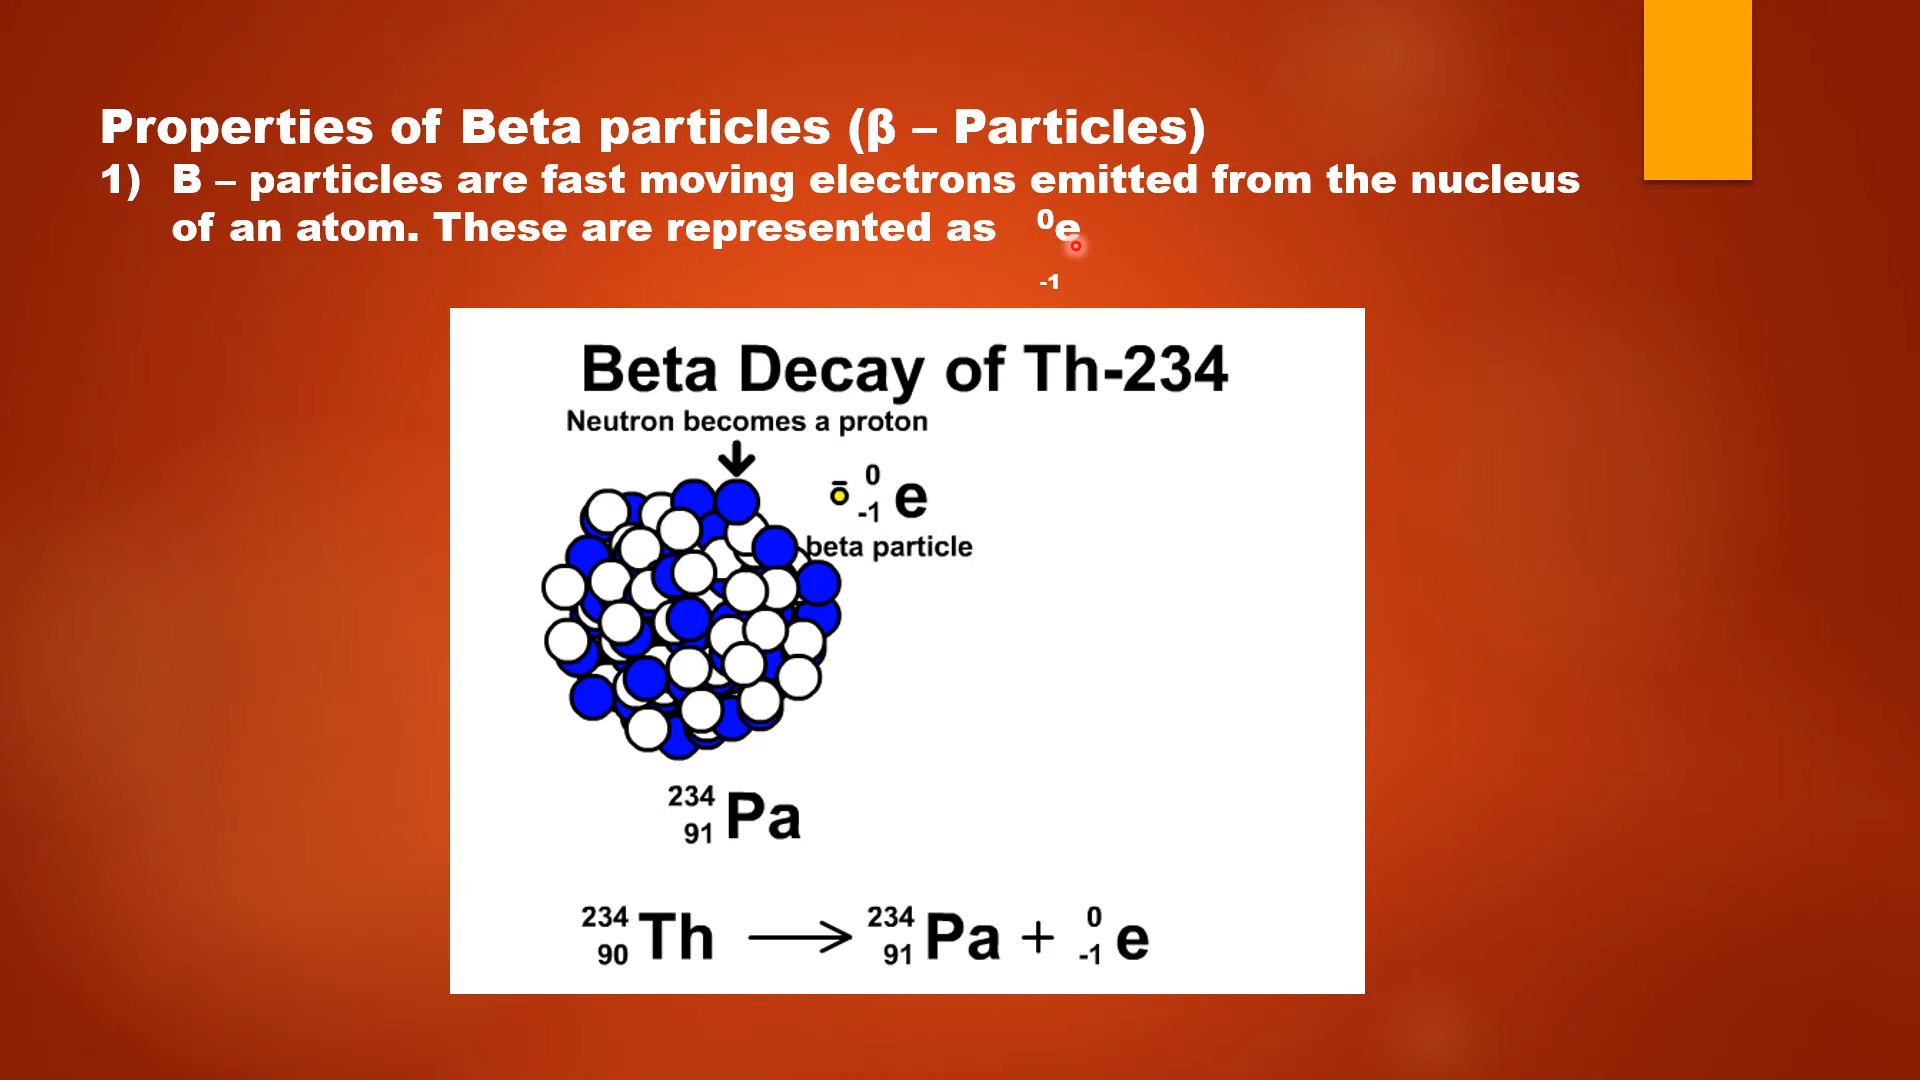 Properties of Beta particles (β – Particles)
1) B – particles are fast moving electrons emitted from the nucleus
of an atom. These are represented as ⁰e
-1
Beta Decay of Th-234
Neutron becomes a proton
0
-1 e
beta particle
234
91 Pa
234 234 0
90 Th ⟶ 91 Pa + -1 e